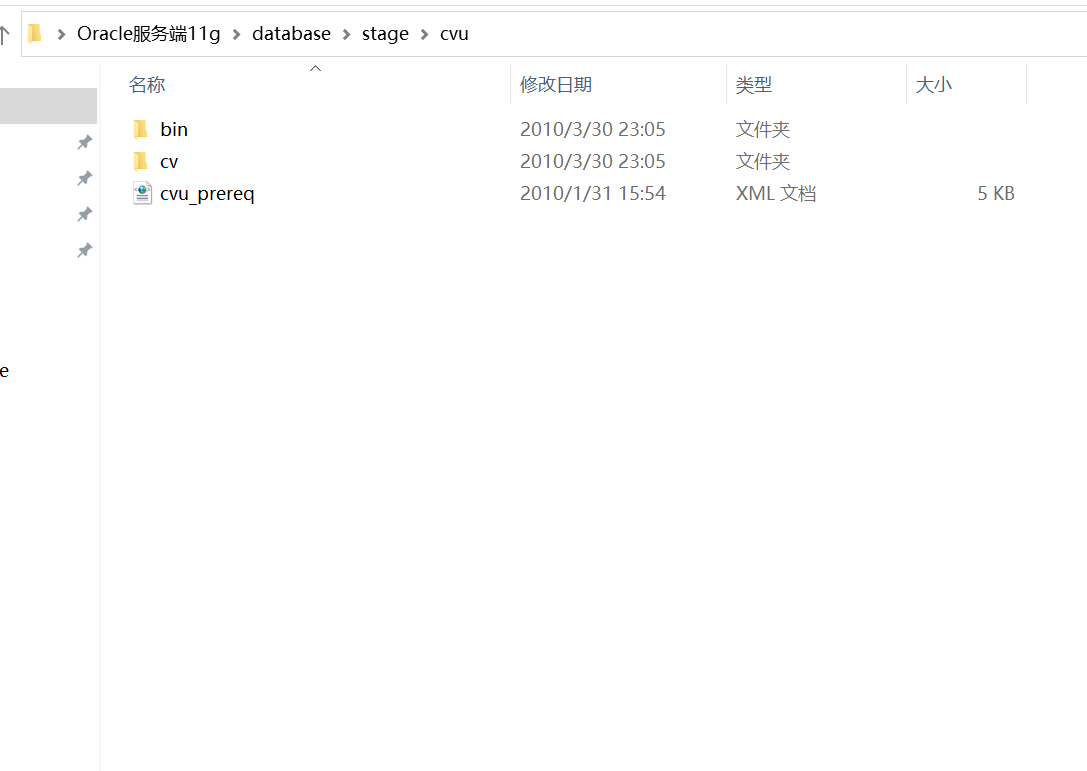 Oracle服务端11g > database > stage > cvu
名称 修改日期 类型 大小
bin 2010/3/30 23:05 文件夹
cv 2010/3/30 23:05 文件夹
cvu_prereq 2010/1/31 15:54 XML 文档 5 KB
e